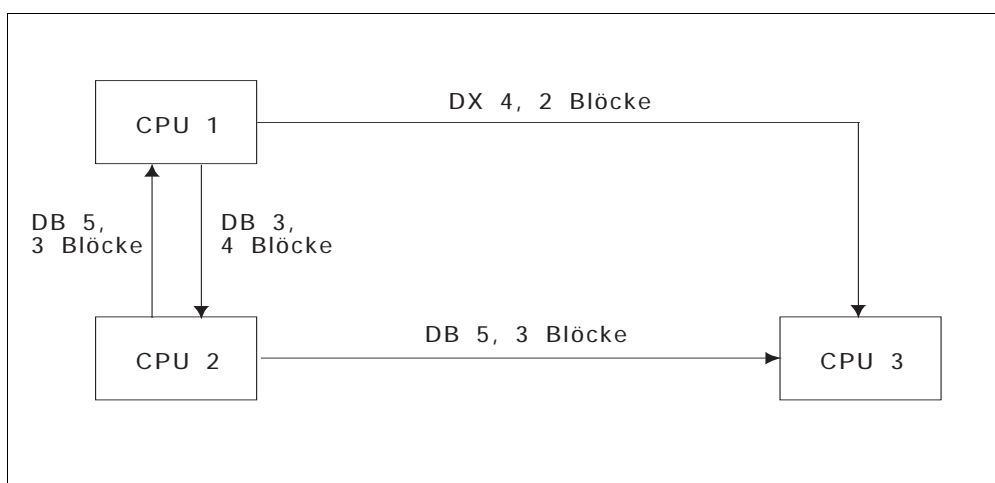 DX 4, 2 Blöcke
CPU 1
DB 5,
3 Blöcke
DB 3,
4 Blöcke
DB 5, 3 Blöcke
CPU 2
CPU 3